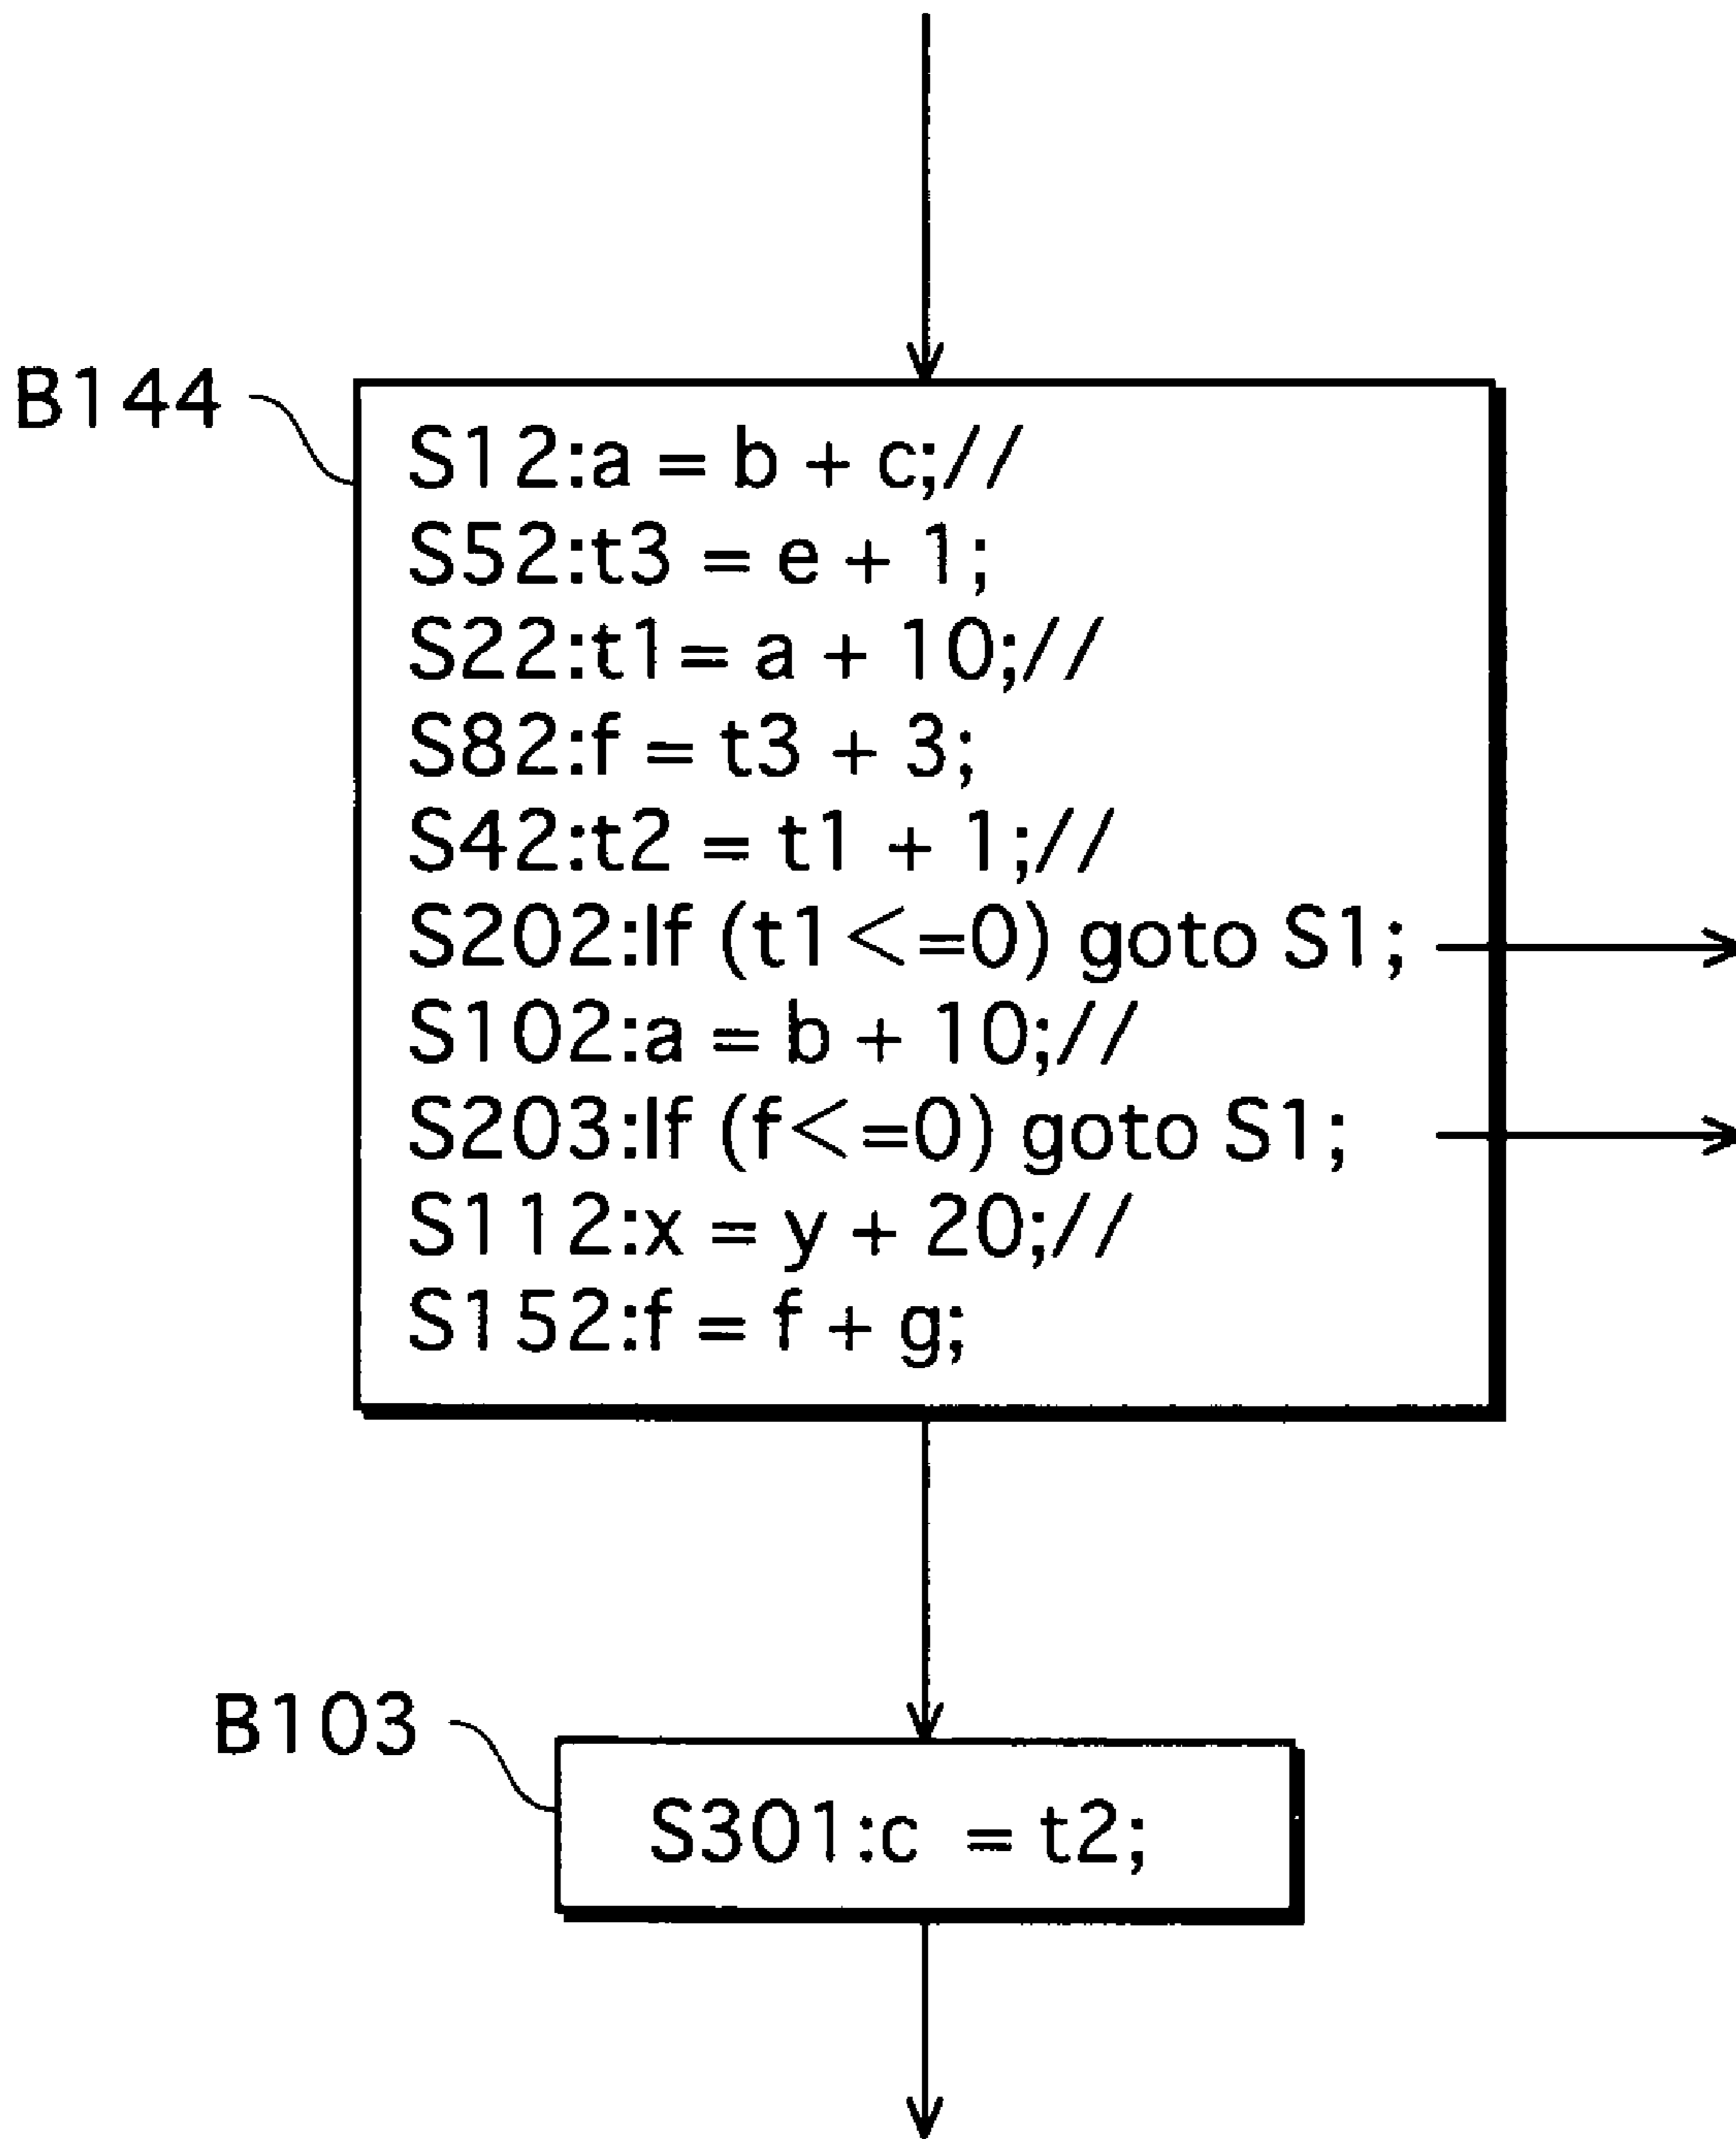 B144
S12:a = b + c;//
S52:t3 = e + 1;
S22:t1 = a + 10;//
S82:f = t3 + 3;
S42:t2 = t1 + 1;//
S202:If (t1<=0) goto S1;
S102:a = b + 10;//
S203:If (f<=0) goto S1;
S112:x = y + 20;//
S152:f = f + g;
B103
S301:c = t2;